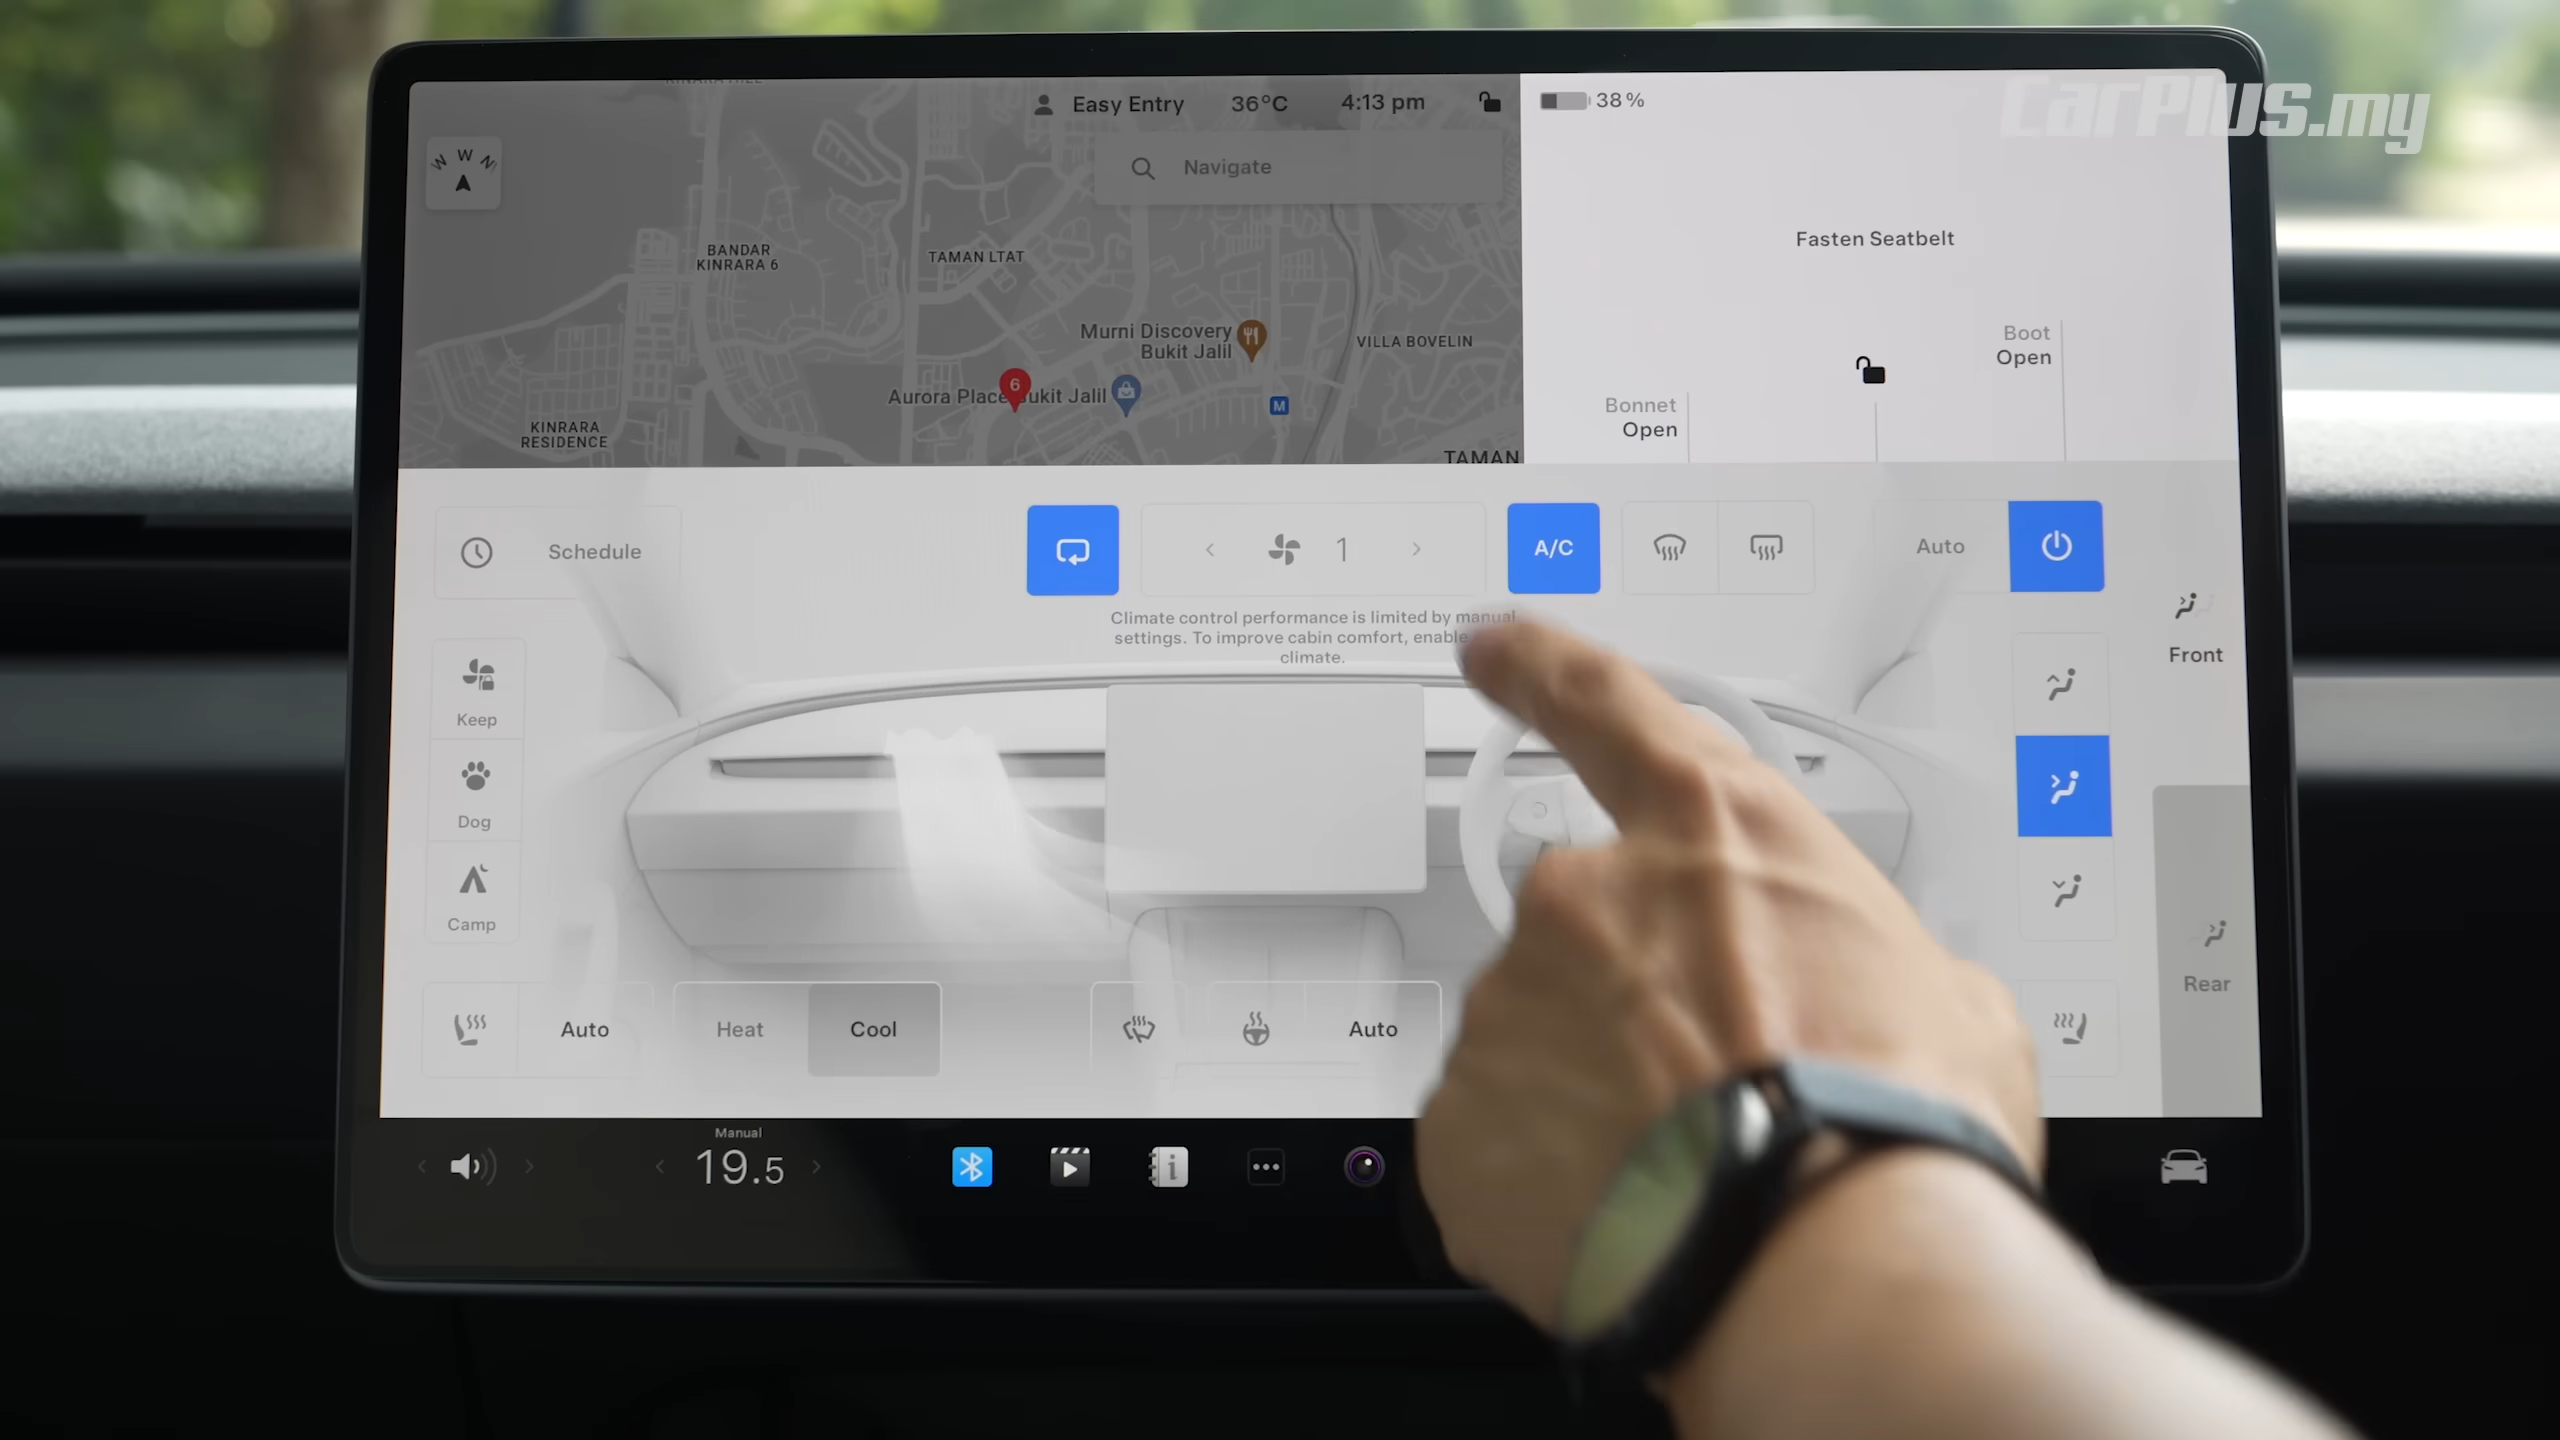 Easy Entry 36°C 4:13 pm
38%
CarPlus.my
W W N
Navigate
Fasten Seatbelt
BANDAR
KINRARA 6
TAMAN LTAT
Murni Discovery
Bukit Jalil
VILLA BOVELIN
Boot
Open
6
Aurora Place Bukit Jalil
M
Bonnet
Open
KINRARA
RESIDENCE
TAMAN
Schedule
1
A/C
Auto
Climate control performance is limited by manual
settings. To improve cabin comfort, enable
climate.
Front
Keep
Dog
Camp
Rear
Auto
Heat
Cool
Auto
Manual
19.5
i